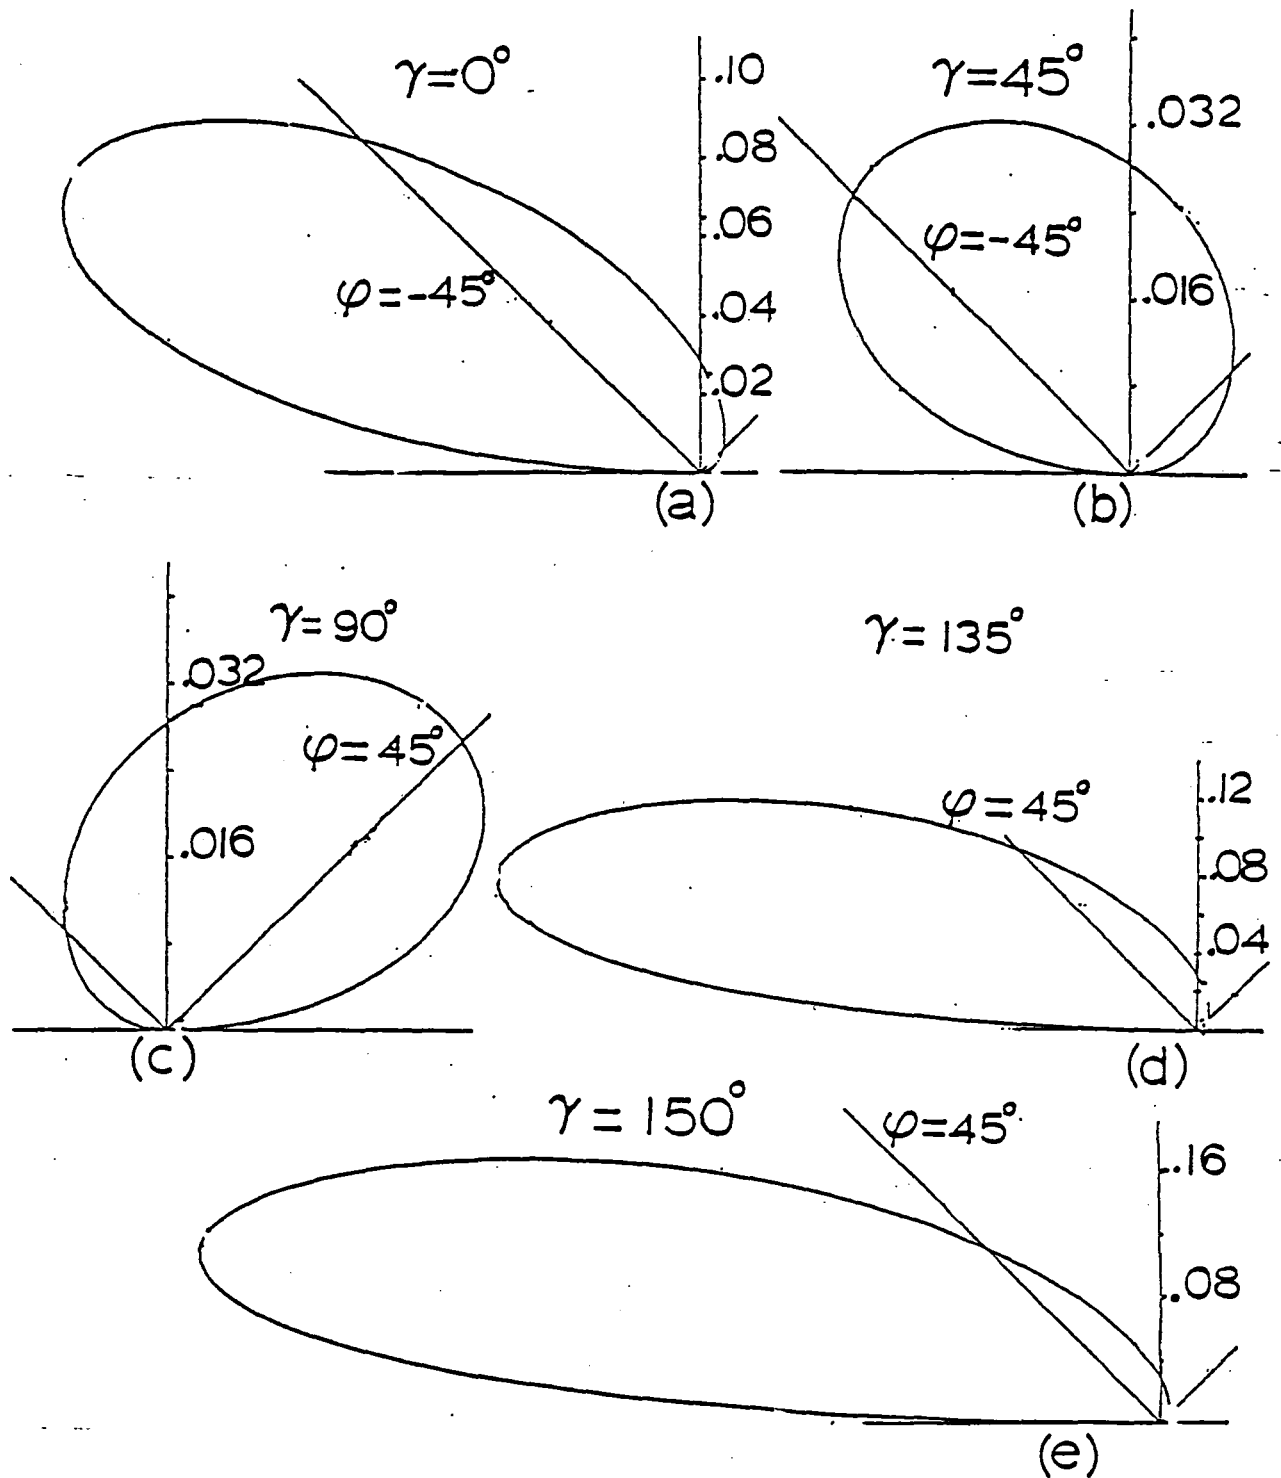 γ=0°
.10
.08
.06
.04
.02
φ=-45°
(a)
γ=45°
.032
.016
φ=-45°
(b)
γ=90°
.032
.016
φ=45°
(c)
γ=135°
φ=45°
.12
.08
.04
(d)
γ=150°
φ=45°
.16
.08
(e)